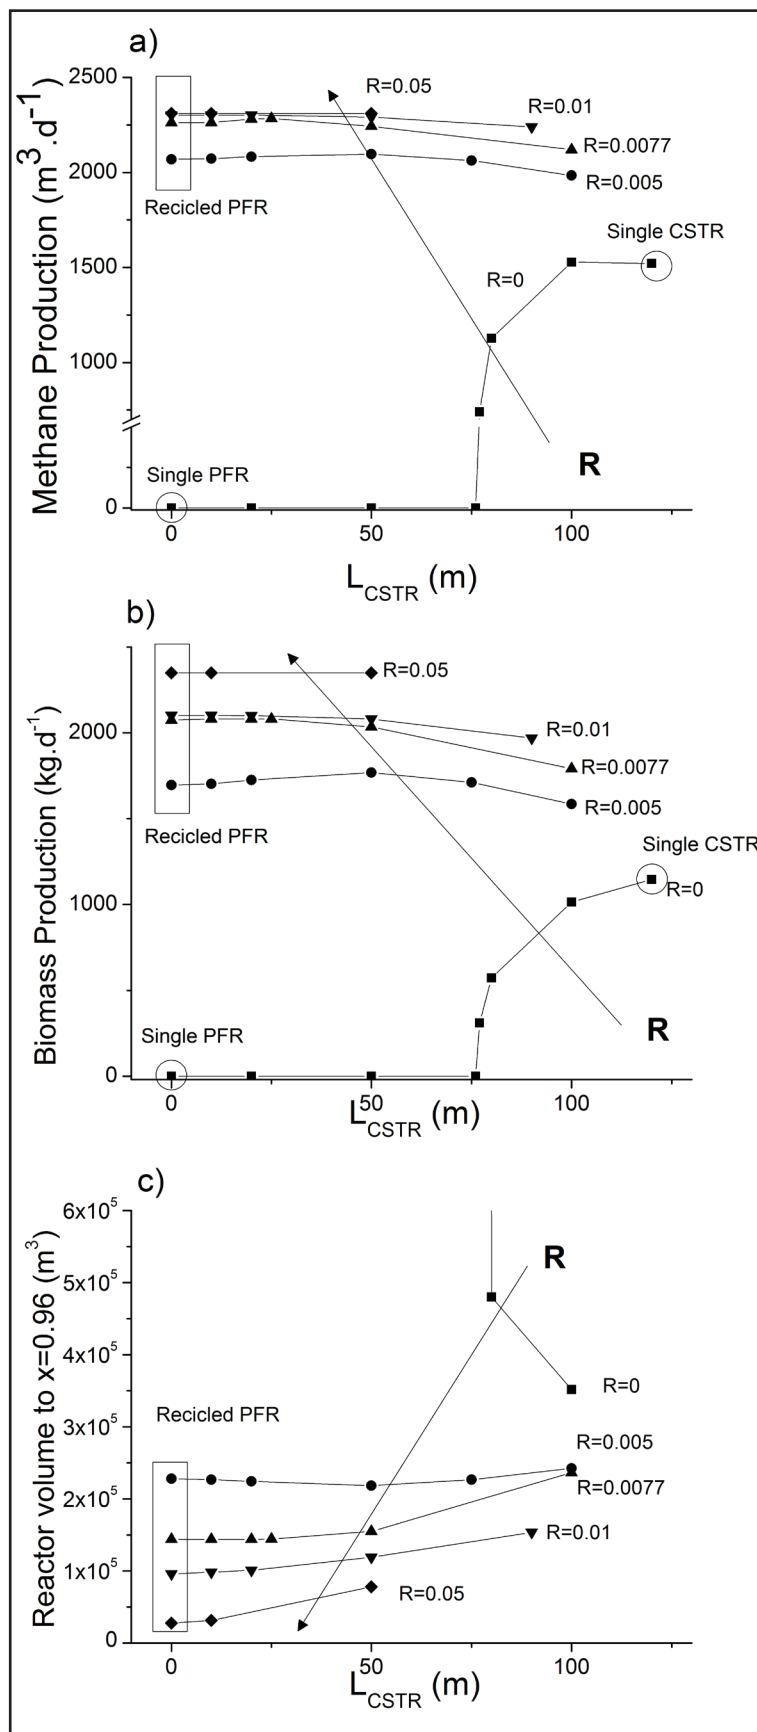 a)
Methane Production (m³.d⁻¹)
2500
2000
1500
1000
0
R=0.05
R=0.01
R=0.0077
R=0.005
Recicled PFR
Single CSTR
R=0
R
Single PFR
0
50
100
L_CSTR (m)
b)
Biomass Production (kg.d⁻¹)
2000
1000
0
R=0.05
R=0.01
R=0.0077
R=0.005
Recicled PFR
Single CSTR
R=0
R
Single PFR
0
50
100
L_CSTR (m)
c)
Reactor volume to x=0.96 (m³)
6x10⁵
5x10⁵
4x10⁵
3x10⁵
2x10⁵
1x10⁵
0
R
R=0
Recicled PFR
R=0.005
R=0.0077
R=0.01
R=0.05
0
50
100
L_CSTR (m)